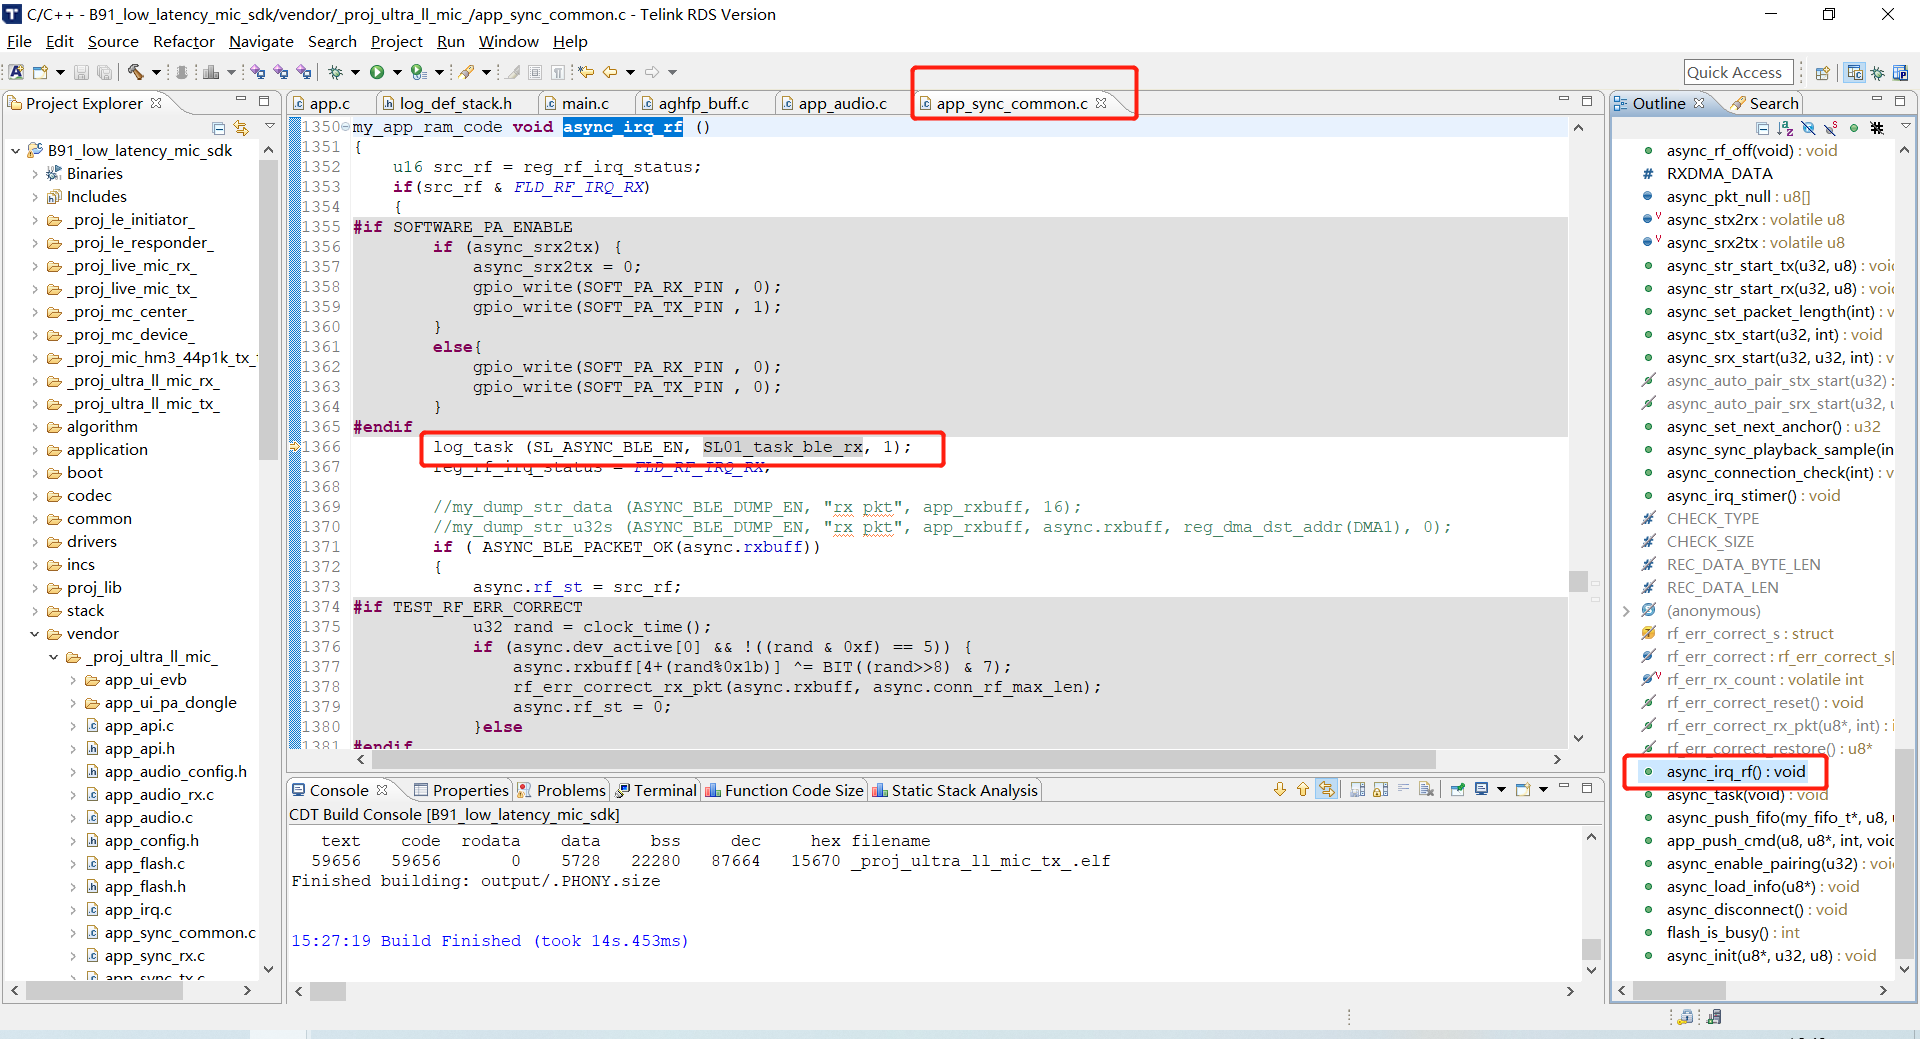 C/C++ - B91_low_latency_mic_sdk/vendor/_proj_ultra_ll_mic_/app_sync_common.c - Telink RDS Version
File Edit Source Refactor Navigate Search Project Run Window Help
Quick Access
Project Explorer
B91_low_latency_mic_sdk
Binaries
Includes
_proj_le_initiator_
_proj_le_responder_
_proj_live_mic_rx_
_proj_live_mic_tx_
_proj_mc_center_
_proj_mc_device_
_proj_mic_hm3_44p1k_tx_
_proj_ultra_ll_mic_rx_
_proj_ultra_ll_mic_tx_
algorithm
application
boot
codec
common
drivers
incs
proj_lib
stack
vendor
_proj_ultra_ll_mic_
app_ui_evb
app_ui_pa_dongle
app_api.c
app_api.h
app_audio_config.h
app_audio_rx.c
app_audio.c
app_config.h
app_flash.c
app_flash.h
app_irq.c
app_sync_common.c
app_sync_rx.c
app_sync_tx.c
app.c log_def_stack.h main.c aghfp_buff.c app_audio.c app_sync_common.c
1350 my_app_ram_code void async_irq_rf ()
1351 {
1352 u16 src_rf = reg_rf_irq_status;
1353 if(src_rf & FLD_RF_IRQ_RX)
1354 {
1355 #if SOFTWARE_PA_ENABLE
1356 if (async_srx2tx) {
1357 async_srx2tx = 0;
1358 gpio_write(SOFT_PA_RX_PIN , 0);
1359 gpio_write(SOFT_PA_TX_PIN , 1);
1360 }
1361 else{
1362 gpio_write(SOFT_PA_RX_PIN , 0);
1363 gpio_write(SOFT_PA_TX_PIN , 0);
1364 }
1365 #endif
1366 log_task (SL_ASYNC_BLE_EN, SL01_task_ble_rx, 1);
1367 reg_rf_irq_status = FLD_RF_IRQ_RX;
1368
1369 //my_dump_str_data (ASYNC_BLE_DUMP_EN, "rx pkt", app_rxbuff, 16);
1370 //my_dump_str_u32s (ASYNC_BLE_DUMP_EN, "rx pkt", app_rxbuff, async.rxbuff, reg_dma_dst_addr(DMA1), 0);
1371 if ( ASYNC_BLE_PACKET_OK(async.rxbuff))
1372 {
1373 async.rf_st = src_rf;
1374 #if TEST_RF_ERR_CORRECT
1375 u32 rand = clock_time();
1376 if (async.dev_active[0] && !((rand & 0xf) == 5)) {
1377 async.rxbuff[4+(rand%0x1b)] ^= BIT((rand>>8) & 7);
1378 rf_err_correct_rx_pkt(async.rxbuff, async.conn_rf_max_len);
1379 async.rf_st = 0;
1380 }else
1381 #endif
Console Properties Problems Terminal Function Code Size Static Stack Analysis
CDT Build Console [B91_low_latency_mic_sdk]
text code rodata data bss dec hex filename
59656 59656 0 5728 22280 87664 15670 _proj_ultra_ll_mic_tx_.elf
Finished building: output/.PHONY.size
15:27:19 Build Finished (took 14s.453ms)
Outline Search
async_rf_off(void) : void
RXDMA_DATA
async_pkt_null : u8[]
async_stx2rx : volatile u8
async_srx2tx : volatile u8
async_str_start_tx(u32, u8) : voi
async_str_start_rx(u32, u8) : voi
async_set_packet_length(int) : v
async_stx_start(u32, int) : void
async_srx_start(u32, u32, int) : v
async_auto_pair_stx_start(u32) :
async_auto_pair_srx_start(u32, u
async_set_next_anchor() : u32
async_sync_playback_sample(in
async_connection_check(int) : v
async_irq_stimer() : void
CHECK_TYPE
CHECK_SIZE
REC_DATA_BYTE_LEN
REC_DATA_LEN
(anonymous)
rf_err_correct_s : struct
rf_err_correct : rf_err_correct_s[
rf_err_rx_count : volatile int
rf_err_correct_reset() : void
rf_err_correct_rx_pkt(u8*, int) : i
rf_err_correct_restore() : u8*
async_irq_rf() : void
async_task(void) : void
async_push_fifo(my_fifo_t*, u8, u
app_push_cmd(u8, u8*, int, voi
async_enable_pairing(u32) : voi
async_load_info(u8*) : void
async_disconnect() : void
flash_is_busy() : int
async_init(u8*, u32, u8) : void